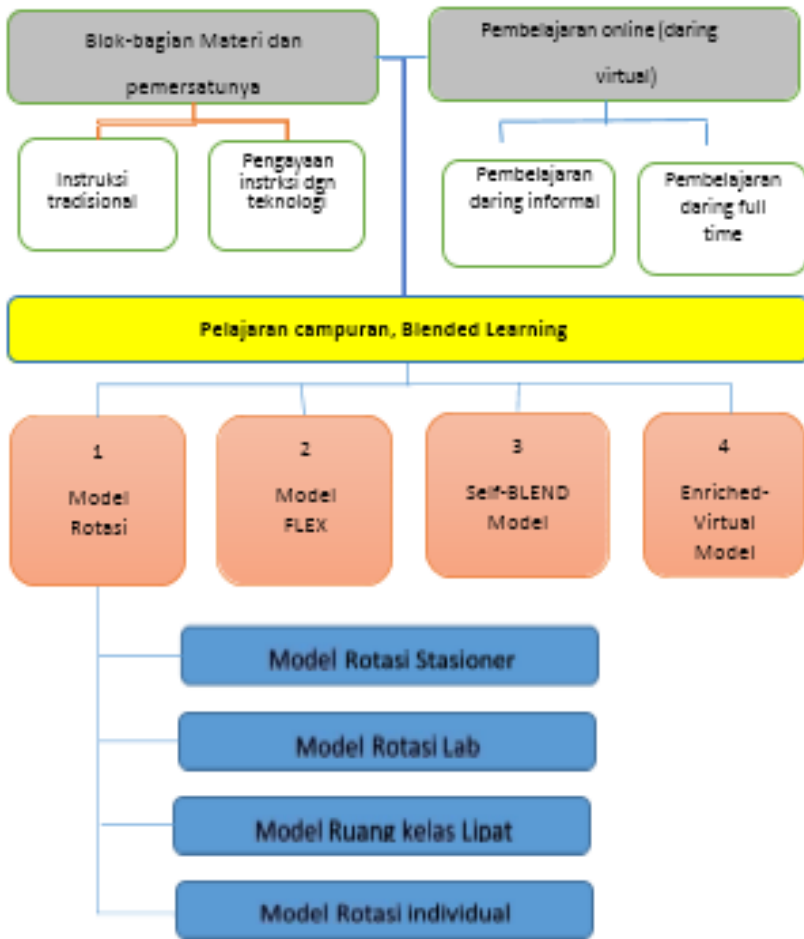 Blok-bagian Materi dan
pemersatunya
Pembelajaran online (daring
virtual)
Instruksi
tradisional
Pengayaan
instrksi dgn
teknologi
Pembelajaran
daring informal
Pembelajaran
daring full
time
Pelajaran campuran, Blended Learning
1
Model
Rotasi
2
Model
FLEX
3
Self-BLEND
Model
4
Enriched-
Virtual
Model
Model Rotasi Stasioner
Model Rotasi Lab
Model Ruang kelas Lipat
Model Rotasi individual